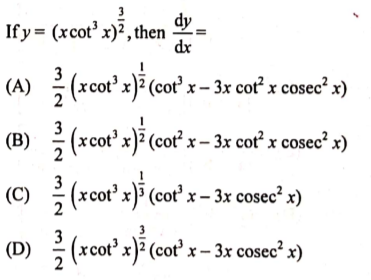 If y = (x cot³ x)^(3/2), then dy/dx =
(A) 3/2 (x cot³ x)^(1/2) (cot³ x – 3x cot² x cosec² x)
(B) 3/2 (x cot³ x)^(1/2) (cot² x – 3x cot² x cosec² x)
(C) 3/2 (x cot³ x)^(1/3) (cot³ x – 3x cosec² x)
(D) 3/2 (x cot³ x)^(3/2) (cot³ x – 3x cosec² x)